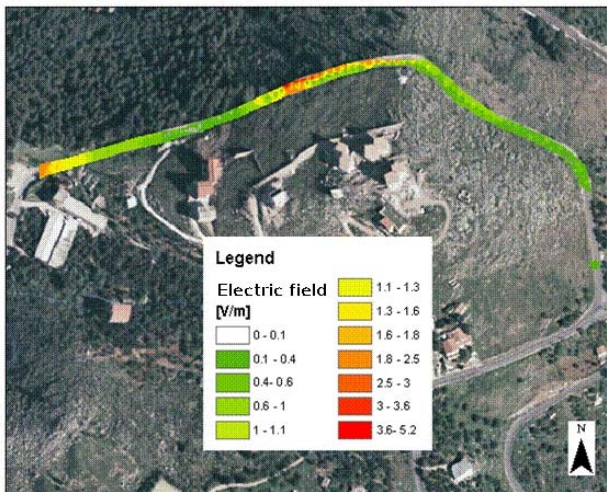 Legend
Electric field
[V/m]
0 - 0.1
0.1 - 0.4
0.4- 0.6
0.6 - 1
1 - 1.1
1.1 - 1.3
1.3 - 1.6
1.6 - 1.8
1.8 - 2.5
2.5 - 3
3 - 3.6
3.6- 5.2
N